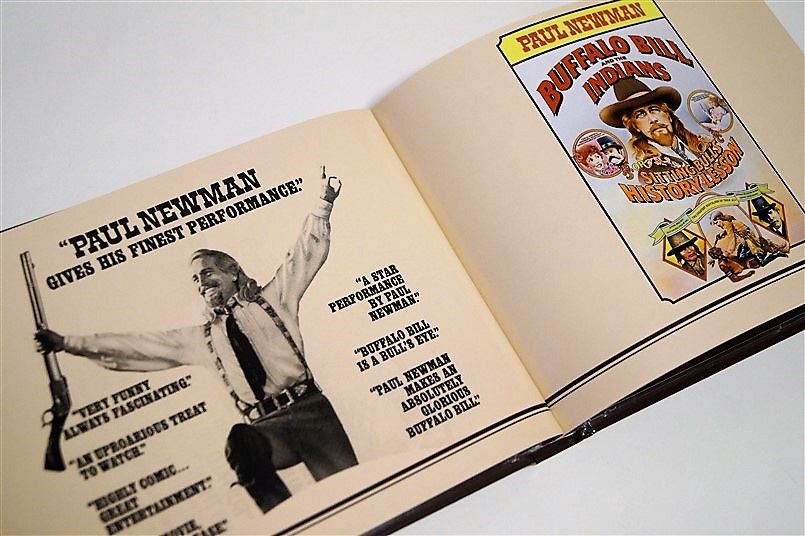 "PAUL NEWMAN
GIVES HIS FINEST PERFORMANCE."
"A STAR
PERFORMANCE
BY PAUL
NEWMAN."
"BUFFALO BILL
IS A BULL'S EYE."
"PAUL NEWMAN
MAKES AN
ABSOLUTELY
GLORIOUS
BUFFALO BILL."
"VERY FUNNY
ALWAYS FASCINATING."
"AN UPROARIOUS TREAT
TO WATCH."
"HIGHLY COMIC...
GREAT
ENTERTAINMENT."
PAUL NEWMAN
BUFFALO BILL
AND THE
INDIANS
OR
SITTING BULL'S
HISTORY LESSON